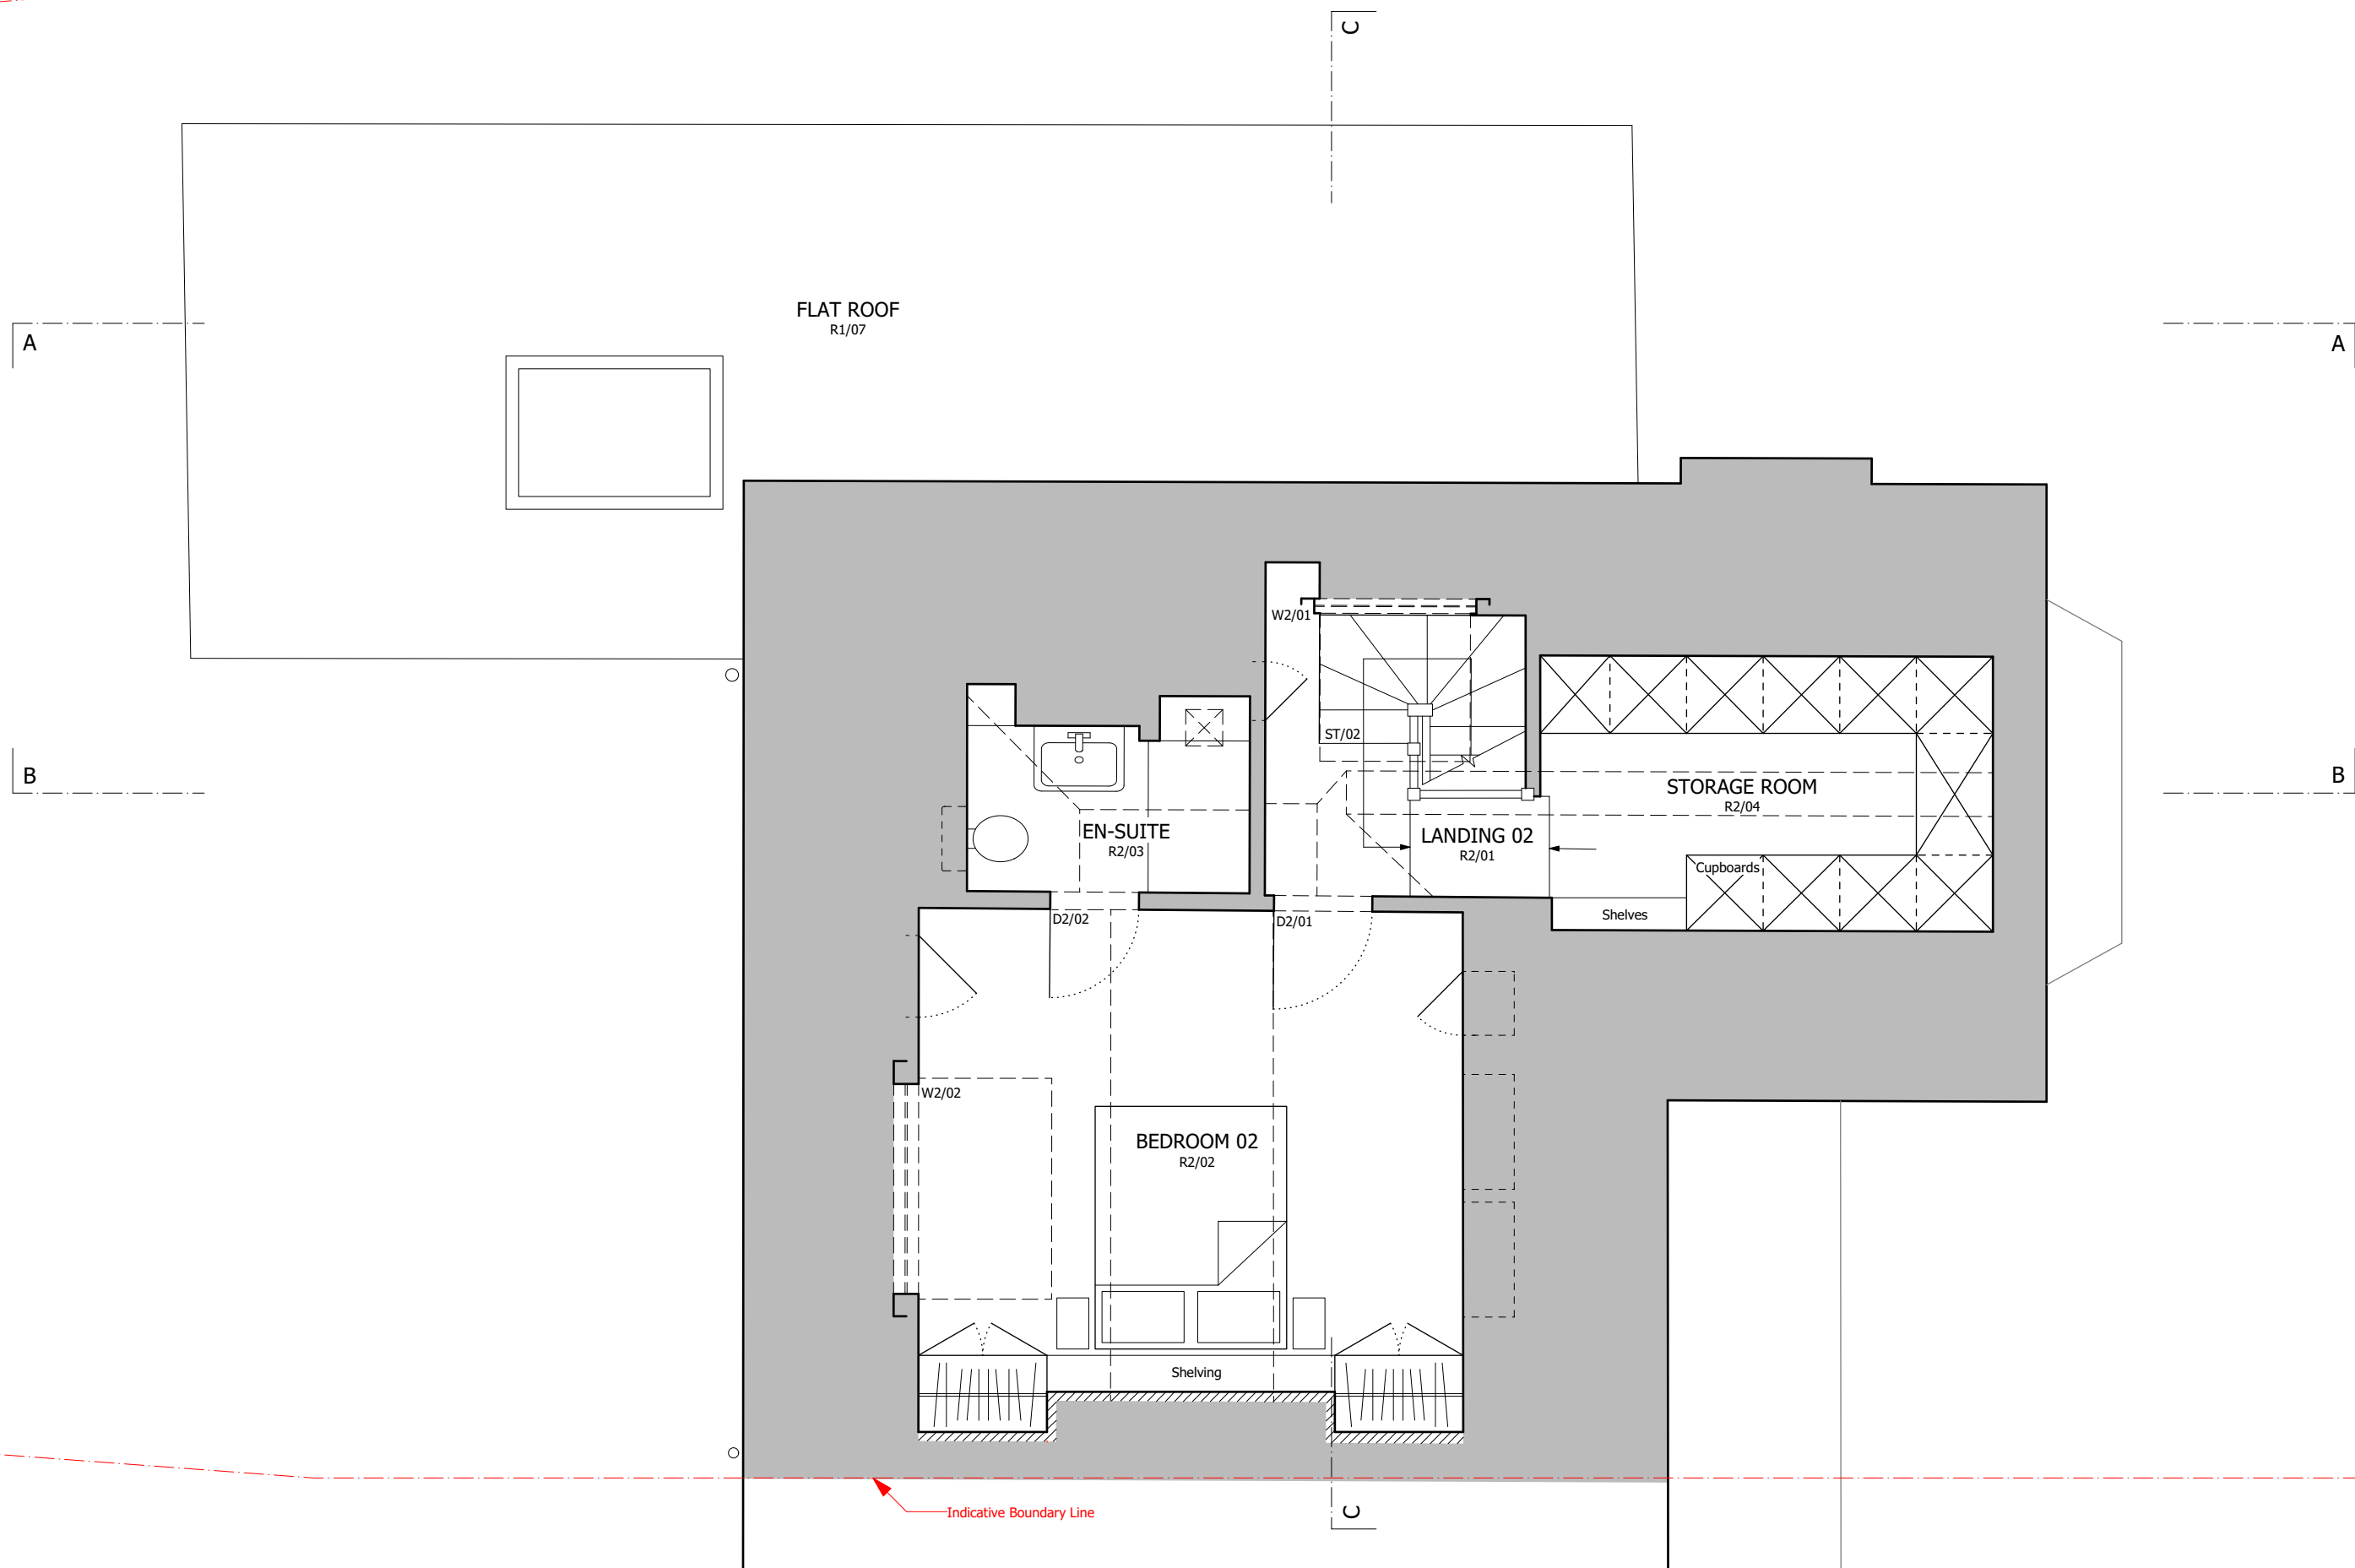 C
FLAT ROOF
R1/07
A
A
W2/01
ST/02
B
B
STORAGE ROOM
R2/04
EN-SUITE
R2/03
LANDING 02
R2/01
Cupboards
Shelves
D2/02
D2/01
W2/02
BEDROOM 02
R2/02
Shelving
Indicative Boundary Line
C